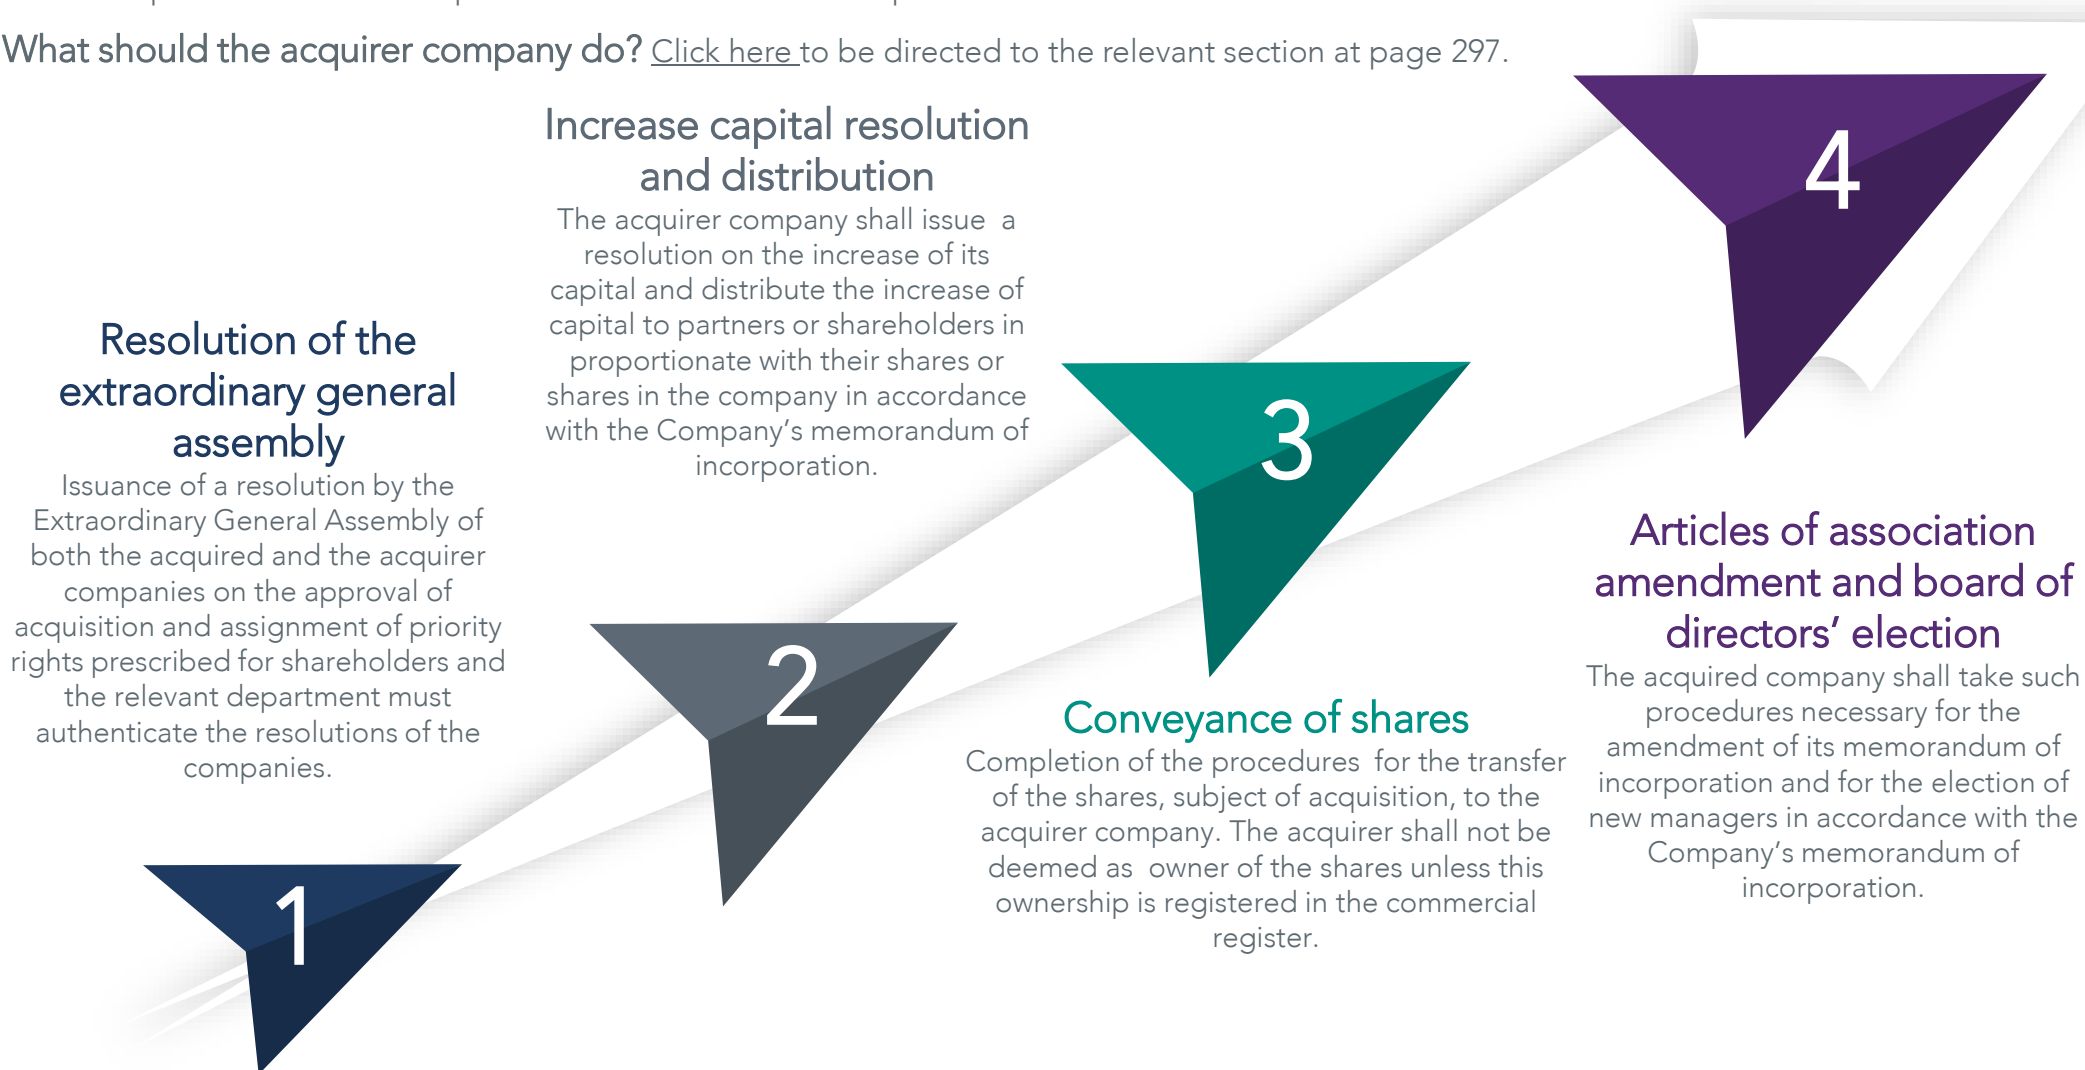 What should the acquirer company do? Click here to be directed to the relevant section at page 297.
Resolution of the
extraordinary general
assembly
Issuance of a resolution by the
Extraordinary General Assembly of
both the acquired and the acquirer
companies on the approval of
acquisition and assignment of priority
rights prescribed for shareholders and
the relevant department must
authenticate the resolutions of the
companies.
1
Increase capital resolution
and distribution
The acquirer company shall issue a
resolution on the increase of its
capital and distribute the increase of
capital to partners or shareholders in
proportionate with their shares or
shares in the company in accordance
with the Company's memorandum of
incorporation.
2
3
Conveyance of shares
Completion of the procedures for the transfer
of the shares, subject of acquisition, to the
acquirer company. The acquirer shall not be
deemed as owner of the shares unless this
ownership is registered in the commercial
register.
4
Articles of association
amendment and board of
directors' election
The acquired company shall take such
procedures necessary for the
amendment of its memorandum of
incorporation and for the election of
new managers in accordance with the
Company's memorandum of
incorporation.